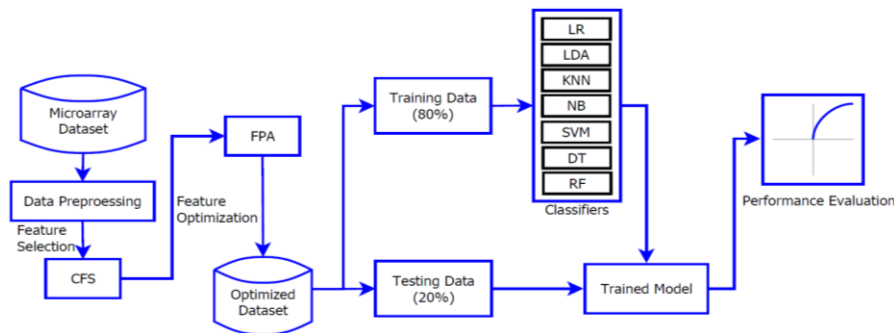 Microarray
Dataset
Data Preproessing
Feature
Selection
CFS
Feature
Optimization
FPA
Optimized
Dataset
Training Data
(80%)
Testing Data
(20%)
LR
LDA
KNN
NB
SVM
DT
RF
Classifiers
Trained Model
Performance Evaluation